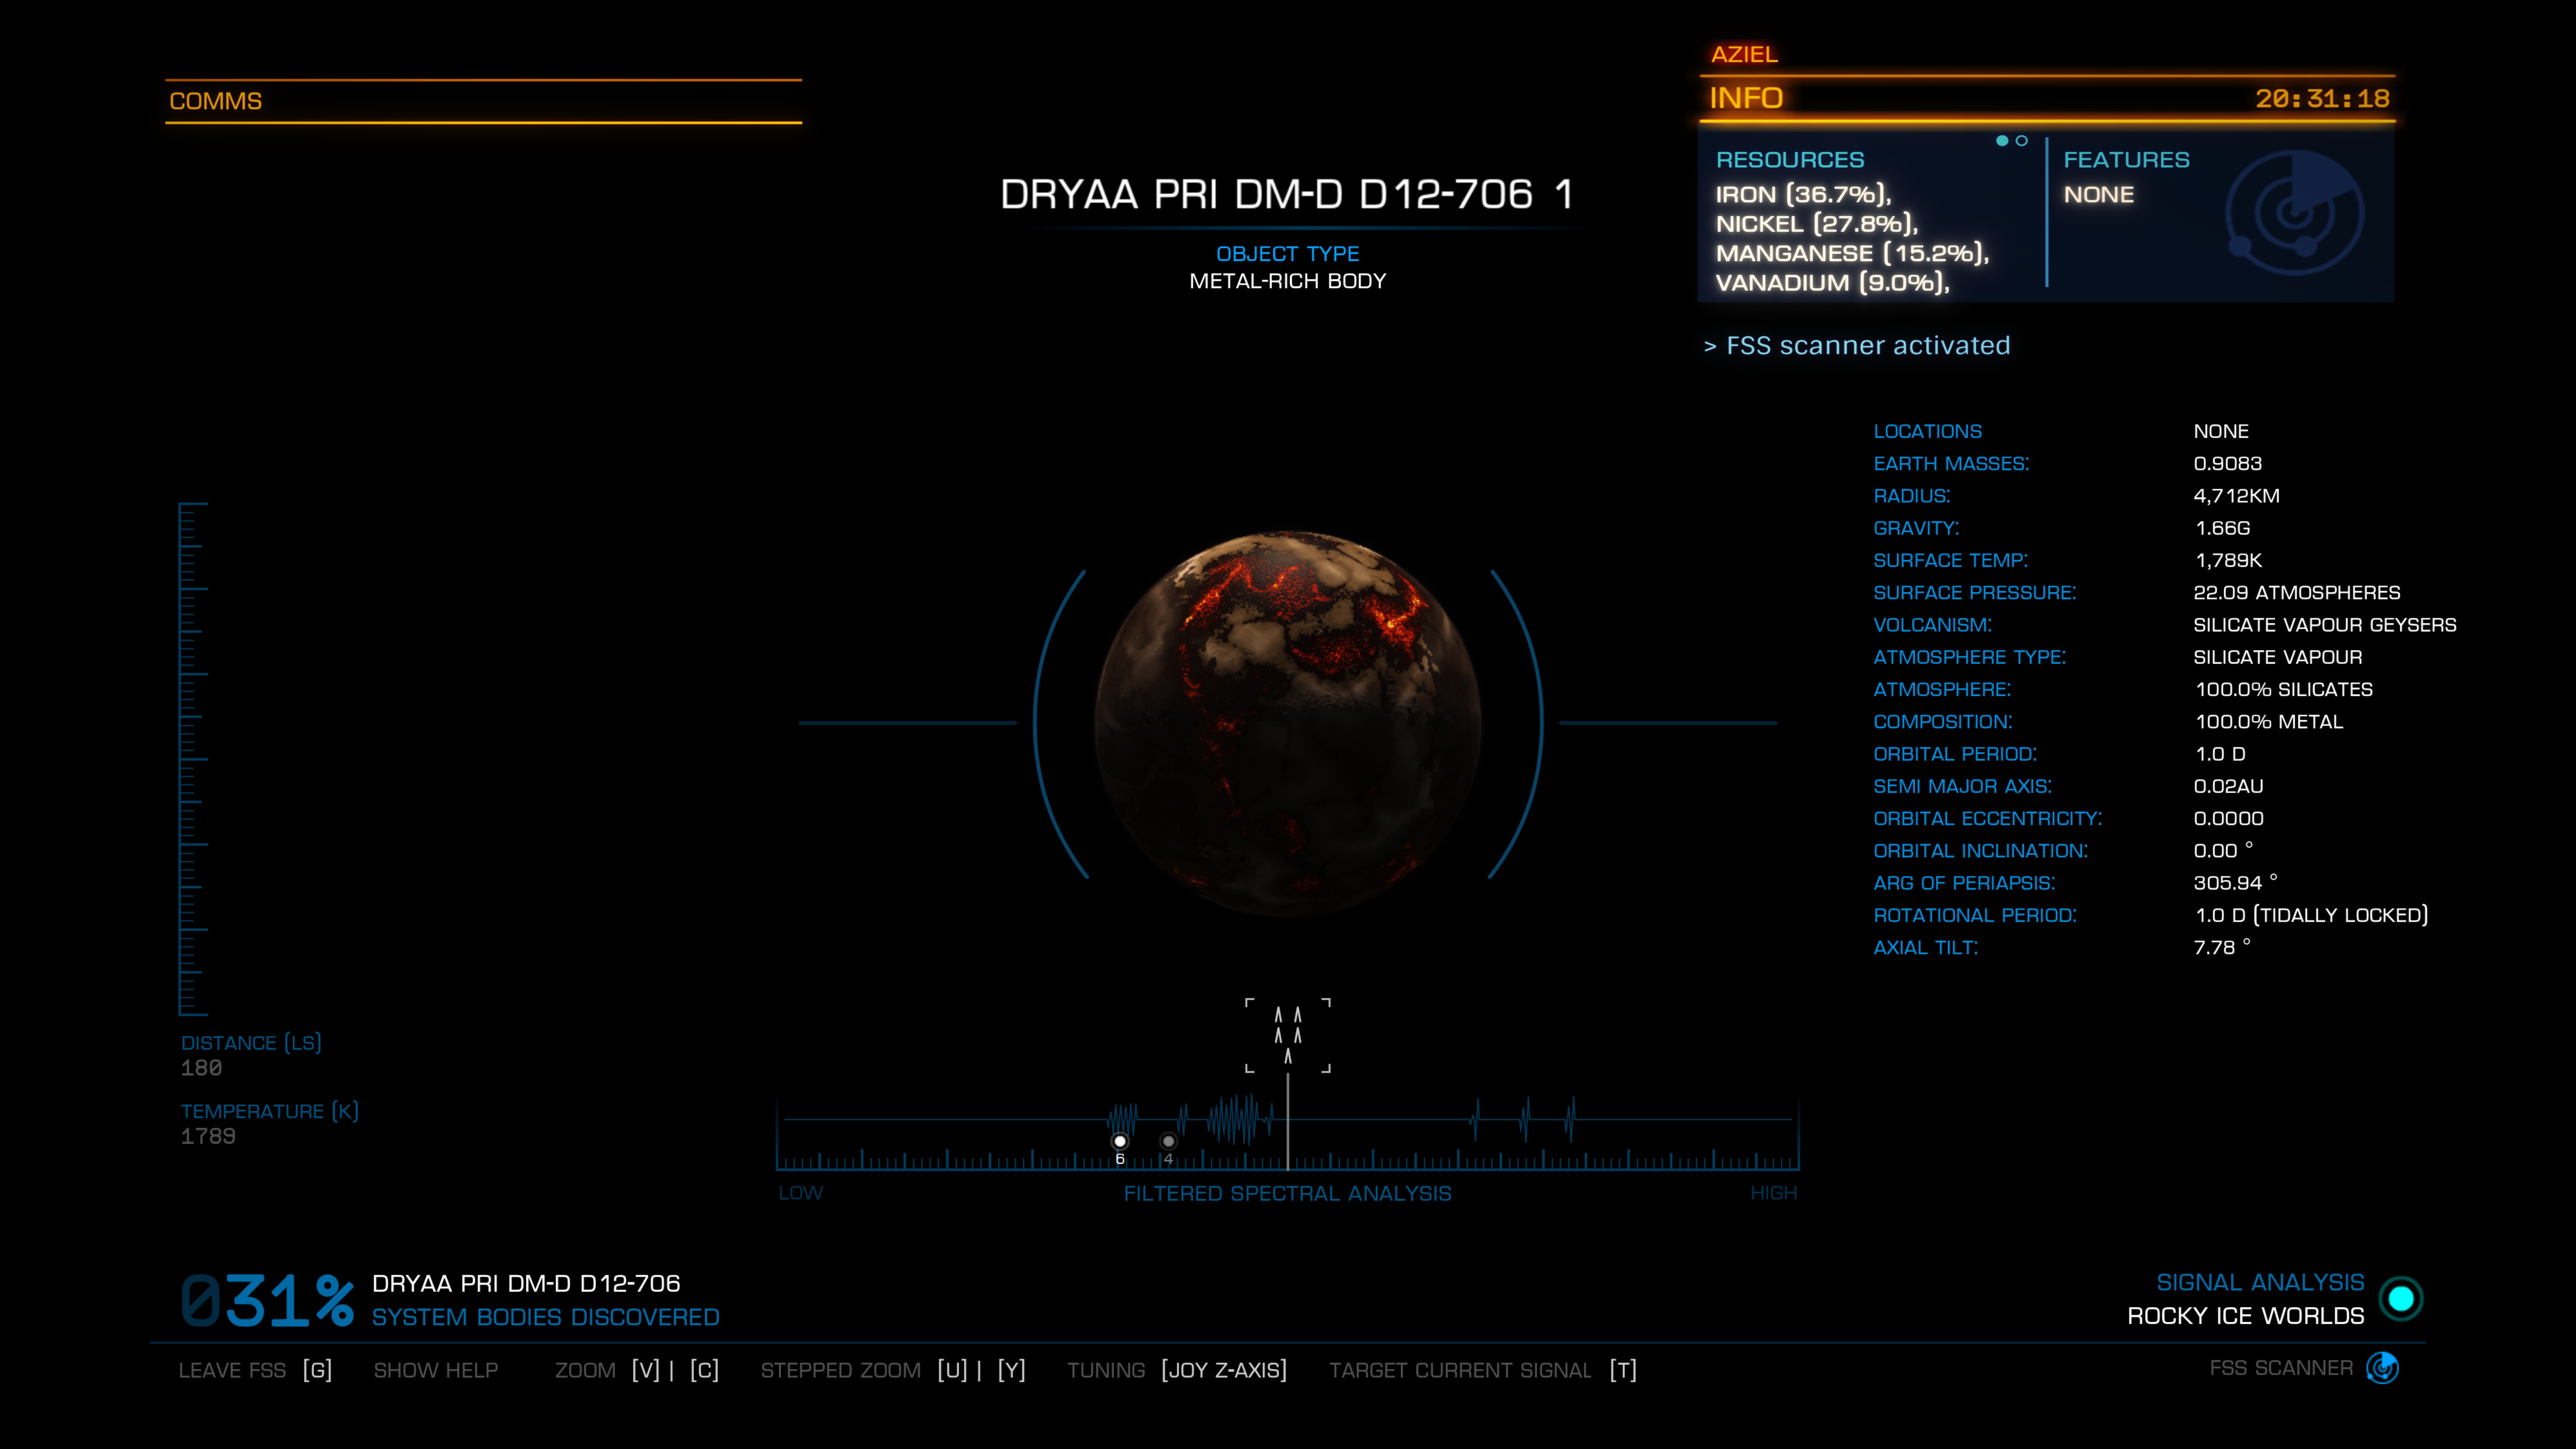 AZIEL
COMMS
INFO 20:31:18
RESOURCES
IRON (36.7%),
NICKEL (27.8%),
MANGANESE (15.2%),
VANADIUM (9.0%),
FEATURES
NONE
DRYAA PRI DM-D D12-706 1
OBJECT TYPE
METAL-RICH BODY
> FSS scanner activated
LOCATIONS NONE
EARTH MASSES: 0.9083
RADIUS: 4,712KM
GRAVITY: 1.66G
SURFACE TEMP: 1,789K
SURFACE PRESSURE: 22.09 ATMOSPHERES
VOLCANISM: SILICATE VAPOUR GEYSERS
ATMOSPHERE TYPE: SILICATE VAPOUR
ATMOSPHERE: 100.0% SILICATES
COMPOSITION: 100.0% METAL
ORBITAL PERIOD: 1.0 D
SEMI MAJOR AXIS: 0.02AU
ORBITAL ECCENTRICITY: 0.0000
ORBITAL INCLINATION: 0.00 °
ARG OF PERIAPSIS: 305.94 °
ROTATIONAL PERIOD: 1.0 D (TIDALLY LOCKED)
AXIAL TILT: 7.78 °
DISTANCE (LS)
180
TEMPERATURE (K)
1789
6 4
LOW FILTERED SPECTRAL ANALYSIS HIGH
031% DRYAA PRI DM-D D12-706
SYSTEM BODIES DISCOVERED
SIGNAL ANALYSIS
ROCKY ICE WORLDS
LEAVE FSS [G] SHOW HELP ZOOM [V] | [C] STEPPED ZOOM [U] | [Y] TUNING [JOY Z-AXIS] TARGET CURRENT SIGNAL [T] FSS SCANNER